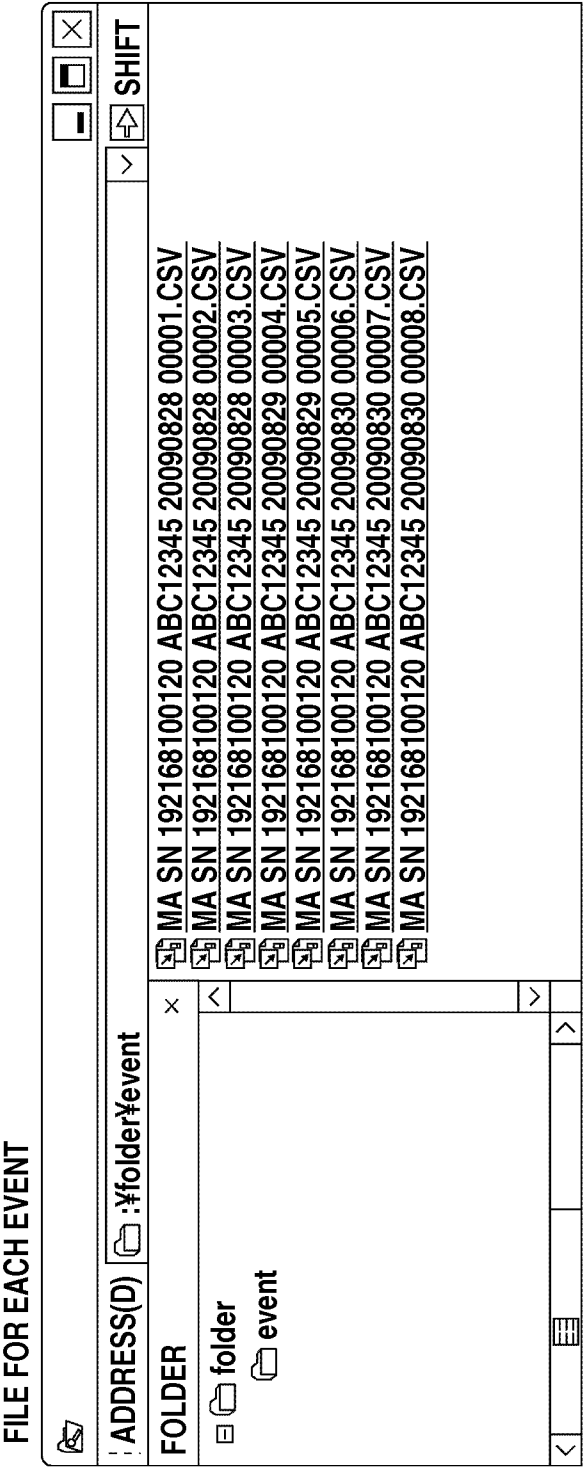 FILE FOR EACH EVENT
ADDRESS(D) :¥folder¥event SHIFT
FOLDER ×
folder
event
MA SN 192168100120 ABC12345 20090828 00001.CSV
MA SN 192168100120 ABC12345 20090828 00002.CSV
MA SN 192168100120 ABC12345 20090828 00003.CSV
MA SN 192168100120 ABC12345 20090829 00004.CSV
MA SN 192168100120 ABC12345 20090829 00005.CSV
MA SN 192168100120 ABC12345 20090830 00006.CSV
MA SN 192168100120 ABC12345 20090830 00007.CSV
MA SN 192168100120 ABC12345 20090830 00008.CSV